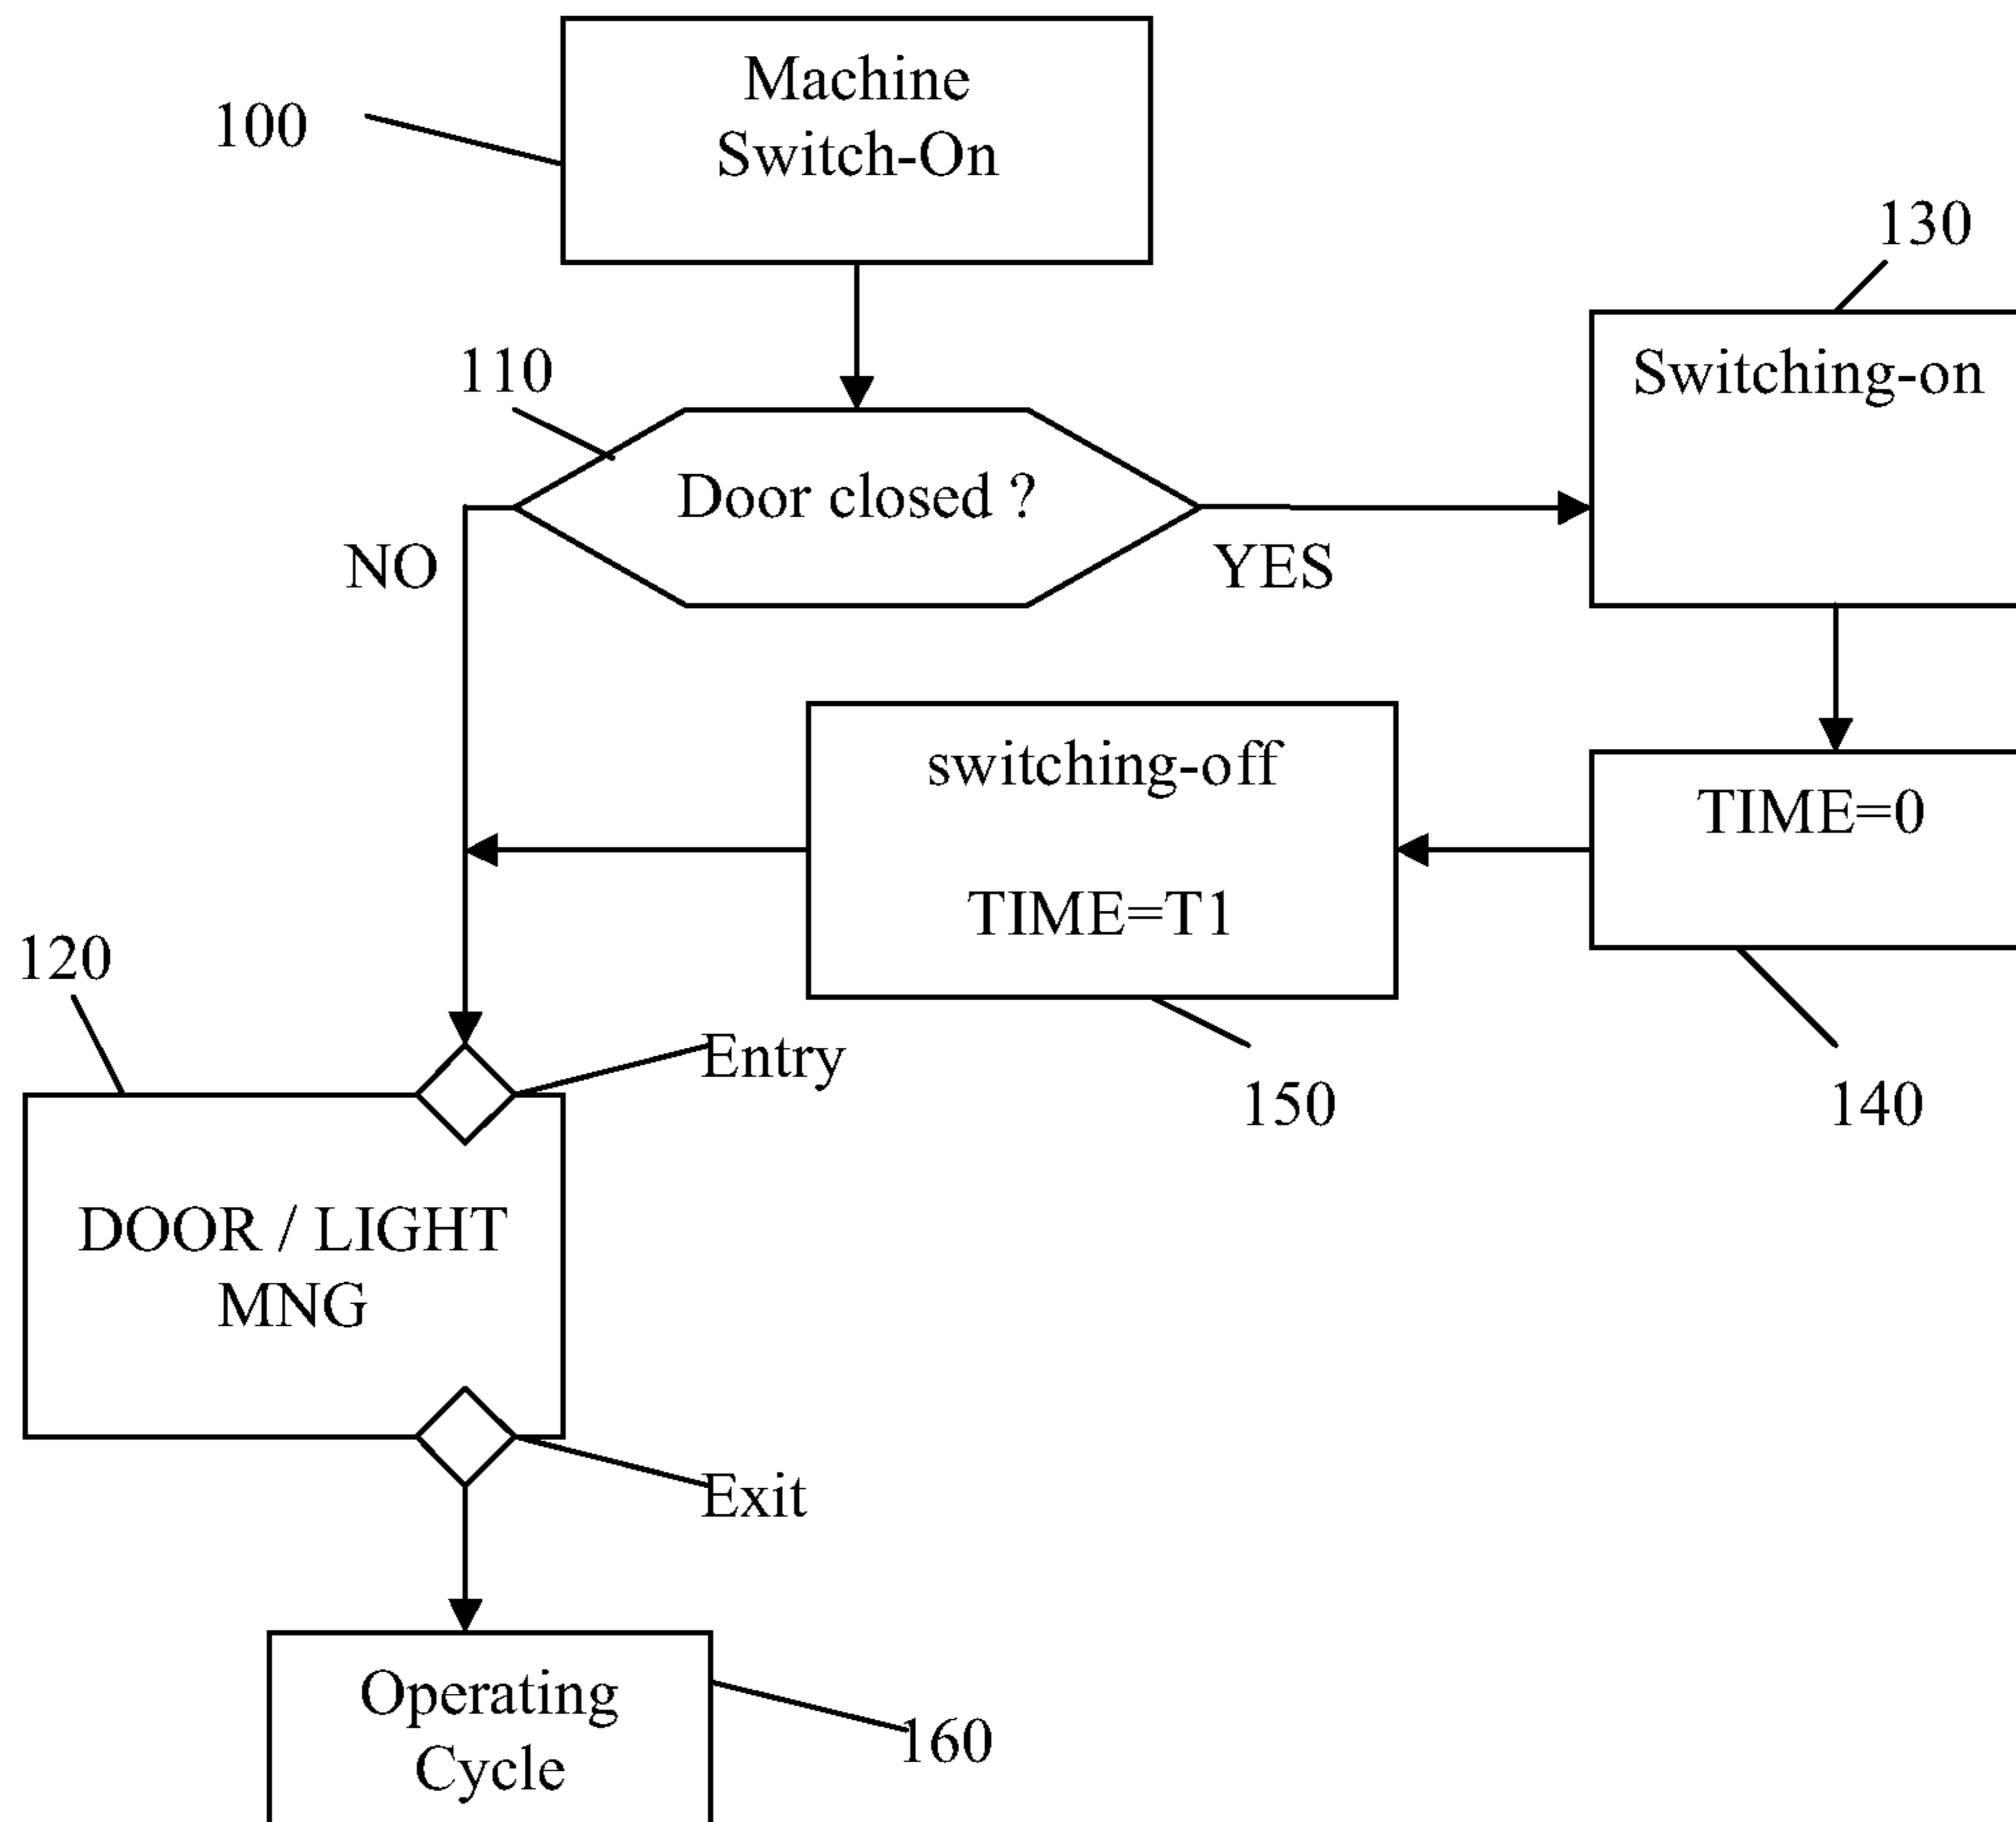 Machine
Switch-On
100
130
Switching-on
110
Door closed ?
NO
YES
switching-off
TIME=T1
TIME=0
120
Entry
150
140
DOOR / LIGHT
MNG
Exit
Operating
Cycle
160